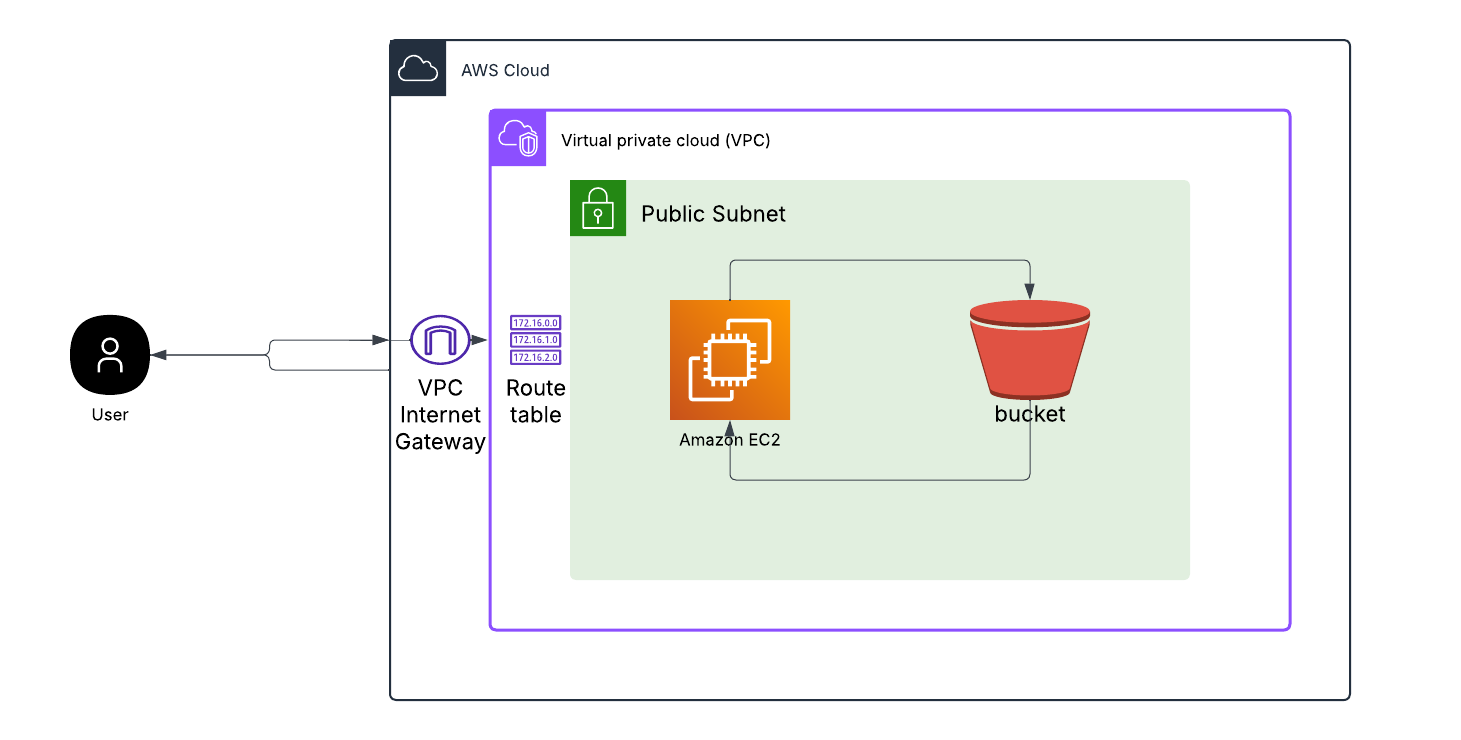 AWS Cloud
Virtual private cloud (VPC)
Public Subnet
172.16.0.0
172.16.1.0
172.16.2.0
User
VPC
Internet
Gateway
Route
table
Amazon EC2
bucket